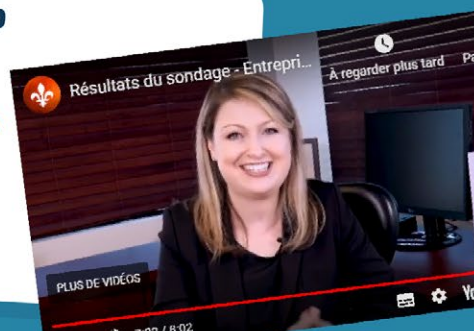 Résultats du sondage - Entrepri...
À regarder plus tard
PLUS DE VIDÉOS
/ 8:02